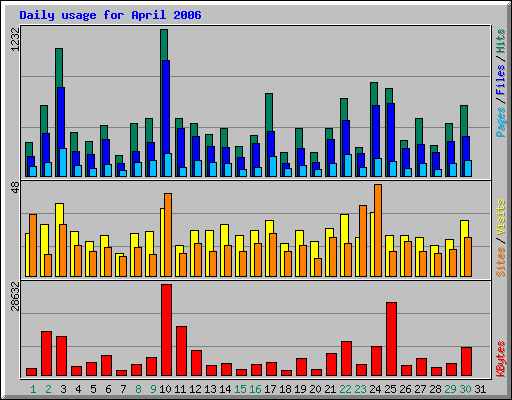 Daily usage for April 2006
1232
Pages / Files / Hits
48
Sites / Visits
28632
KBytes
1 2 3 4 5 6 7 8 9 10 11 12 13 14 15 16 17 18 19 20 21 22 23 24 25 26 27 28 29 30 31